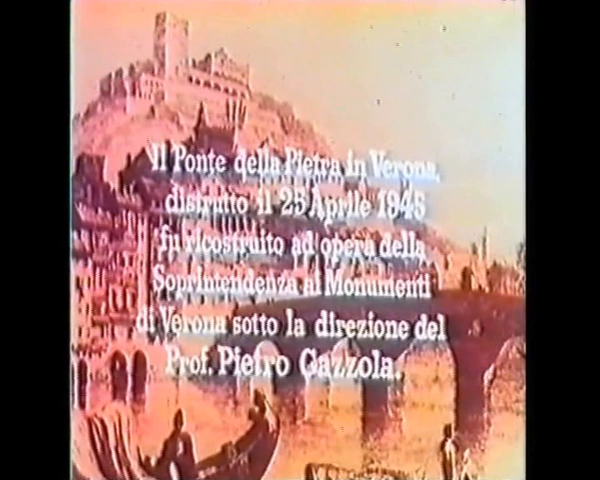 Il Ponte della Pietra in Verona,
distrutto il 25 Aprile 1945
fu ricostruito ad opera della
Soprintendenza ai Monumenti
di Verona sotto la direzione del
Prof. Pietro Gazzola.